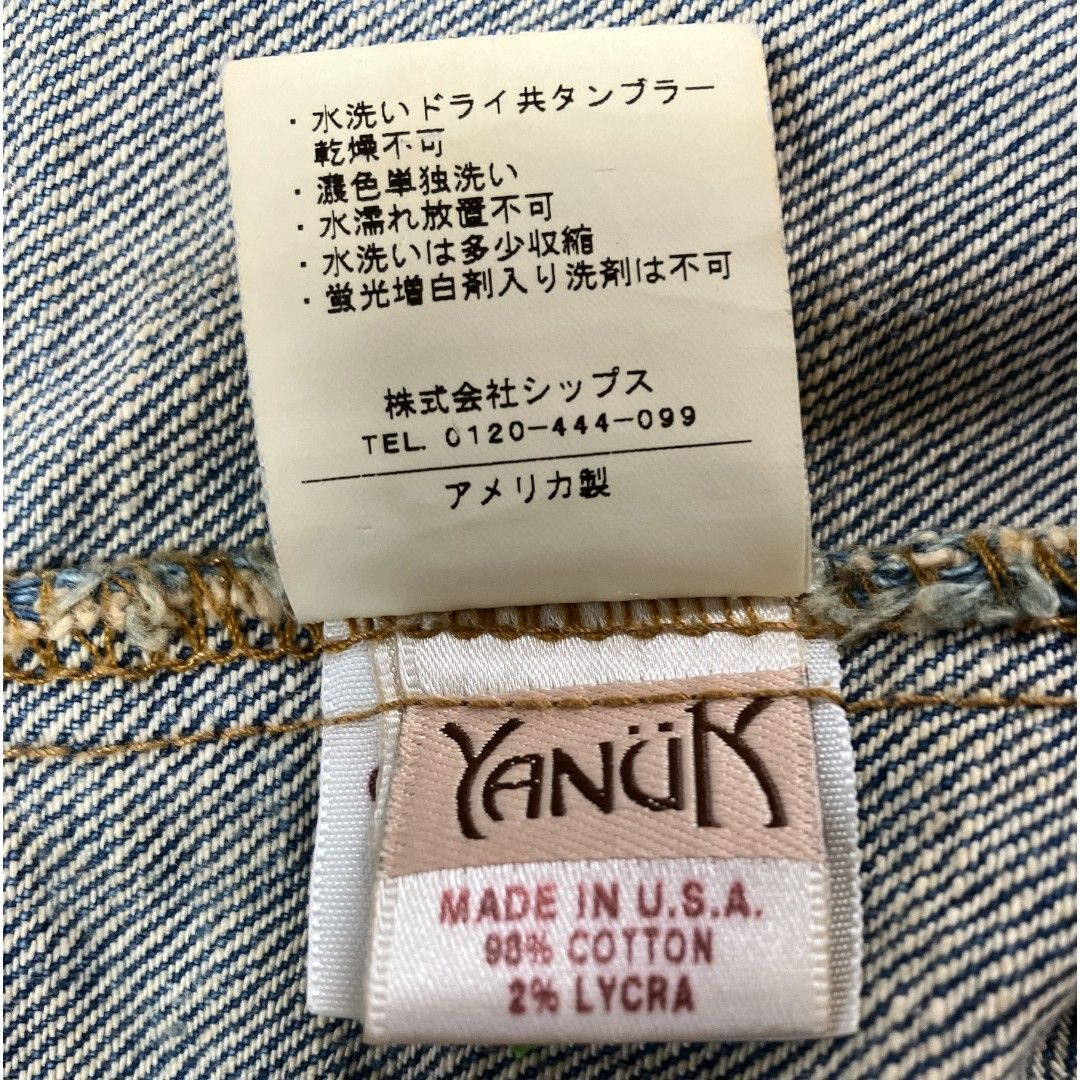 ・水洗いドライ共タンブラー
乾燥不可
・濃色単独洗い
・水濡れ放置不可
・水洗いは多少収縮
・蛍光増白剤入り洗剤は不可
株式会社シップス
TEL. 0120-444-099
アメリカ製
YANÜK
MADE IN U.S.A.
98% COTTON
2% LYCRA